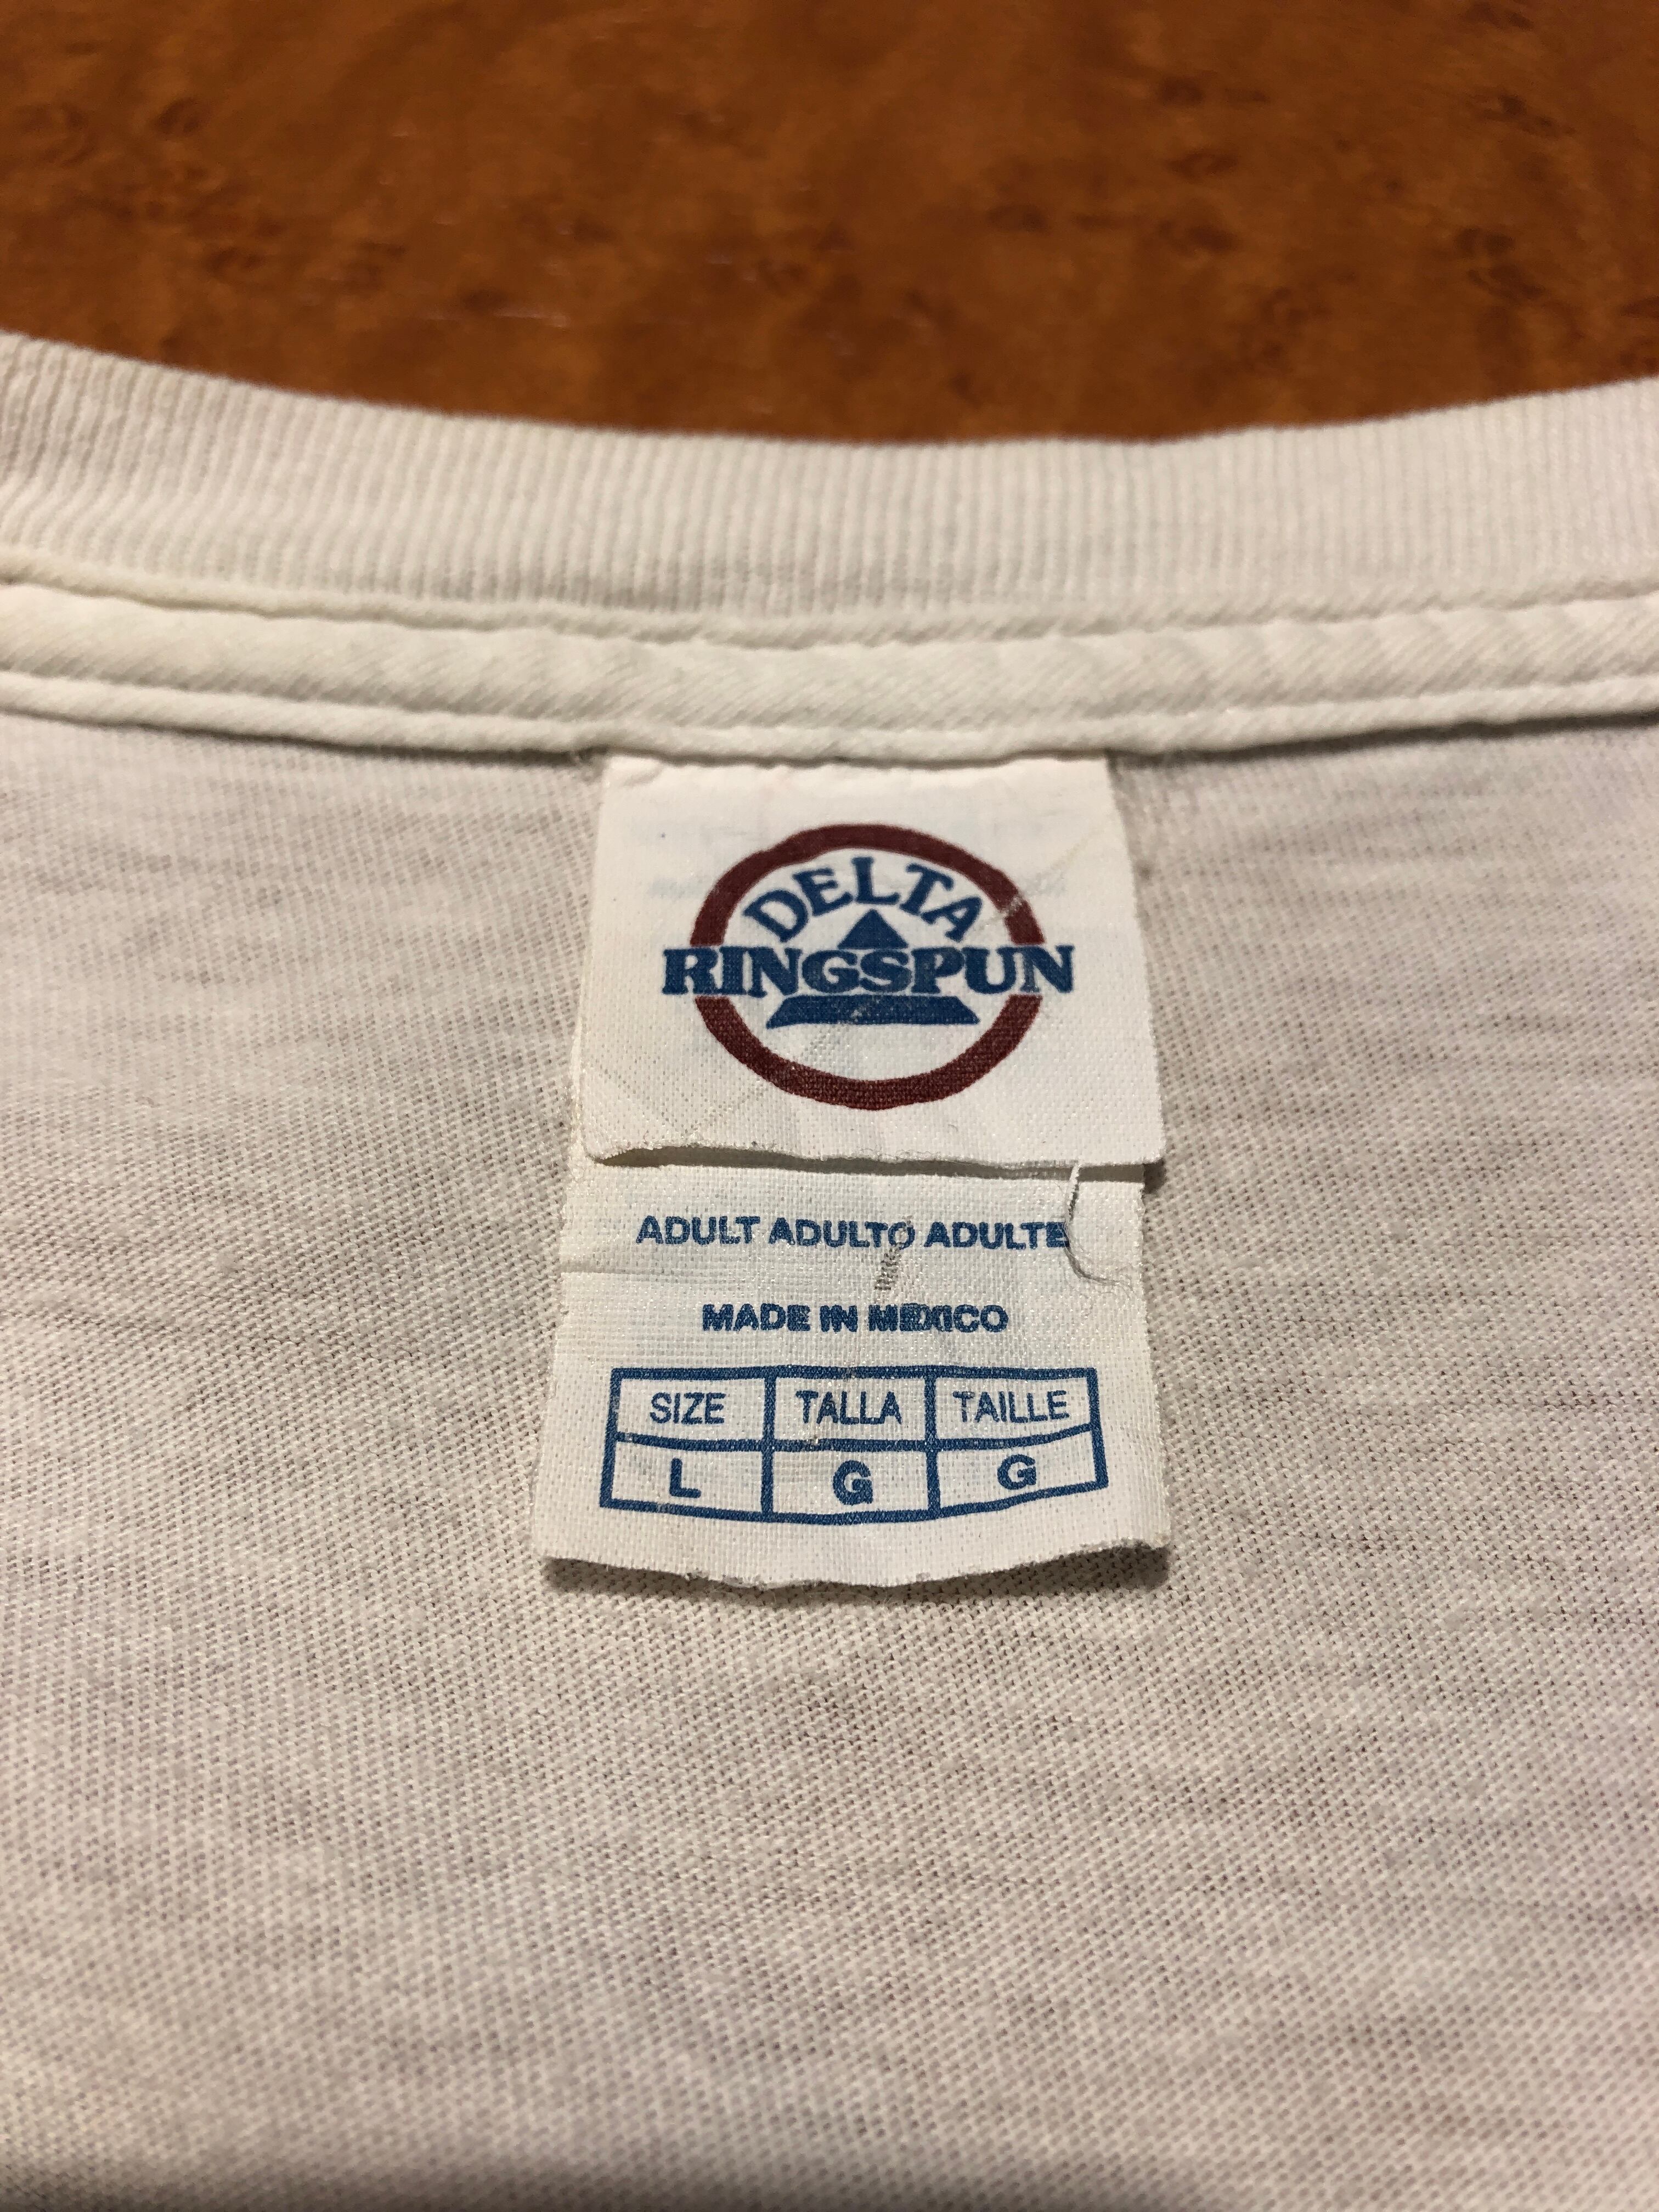 DELTA
RINGSPUN
ADULT ADULTO ADULTE
MADE IN MEXICO
SIZE TALLA TAILLE
L G G